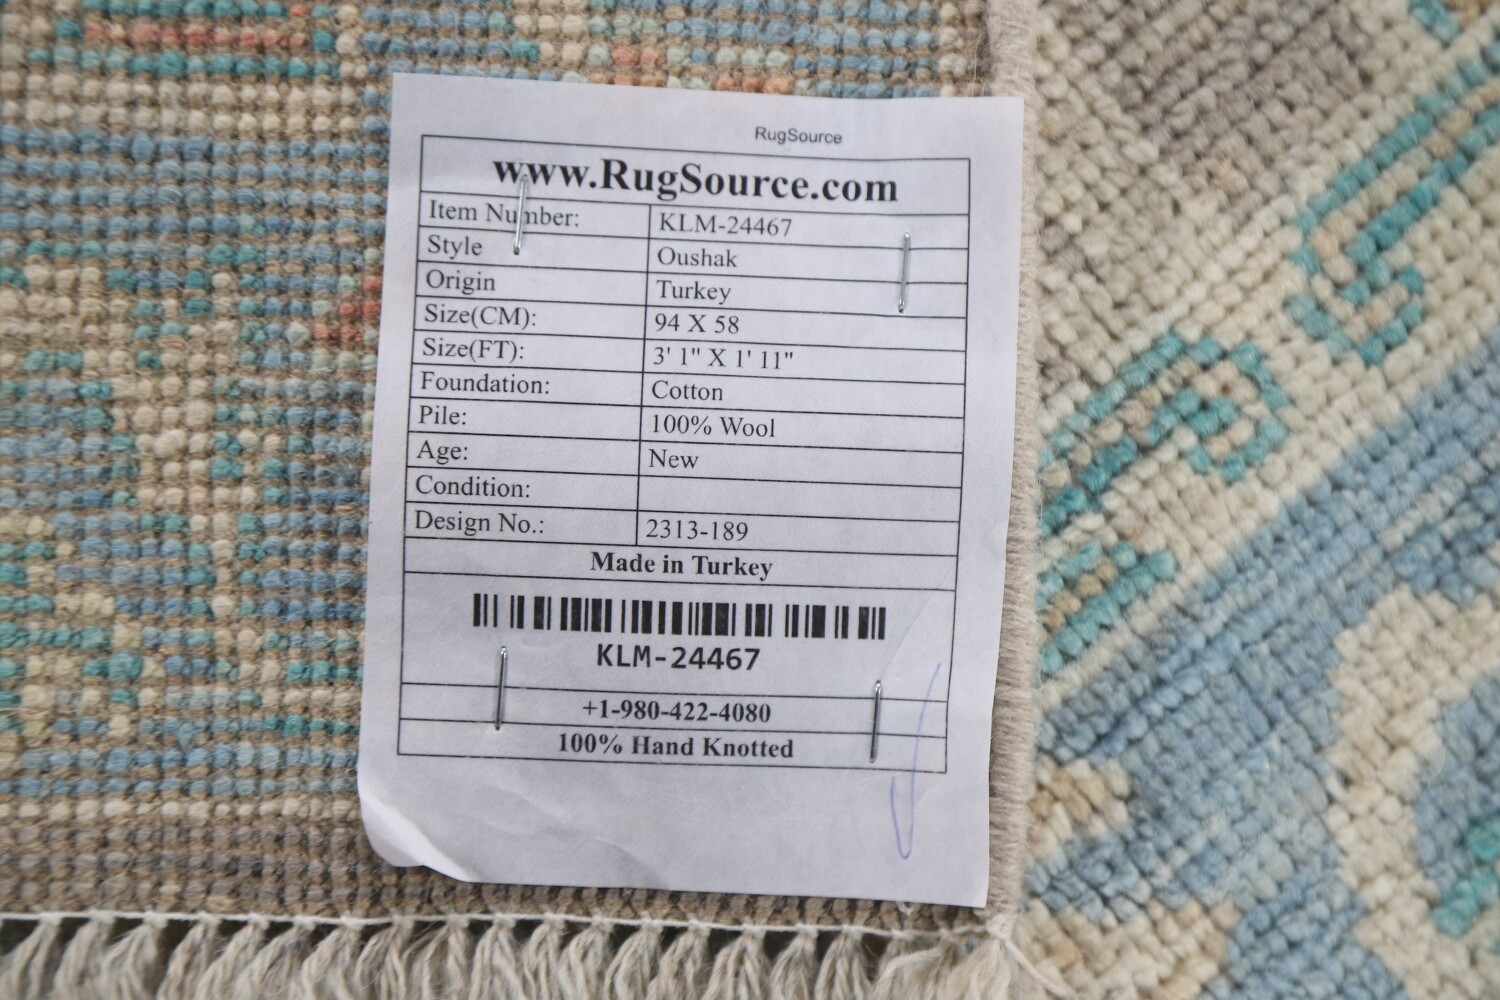 RugSource
www.RugSource.com
Item Number: KLM-24467
Style Oushak
Origin Turkey
Size(CM): 94 X 58
Size(FT): 3' 1" X 1' 11"
Foundation: Cotton
Pile: 100% Wool
Age: New
Condition:
Design No.: 2313-189
Made in Turkey
KLM-24467
+1-980-422-4080
100% Hand Knotted